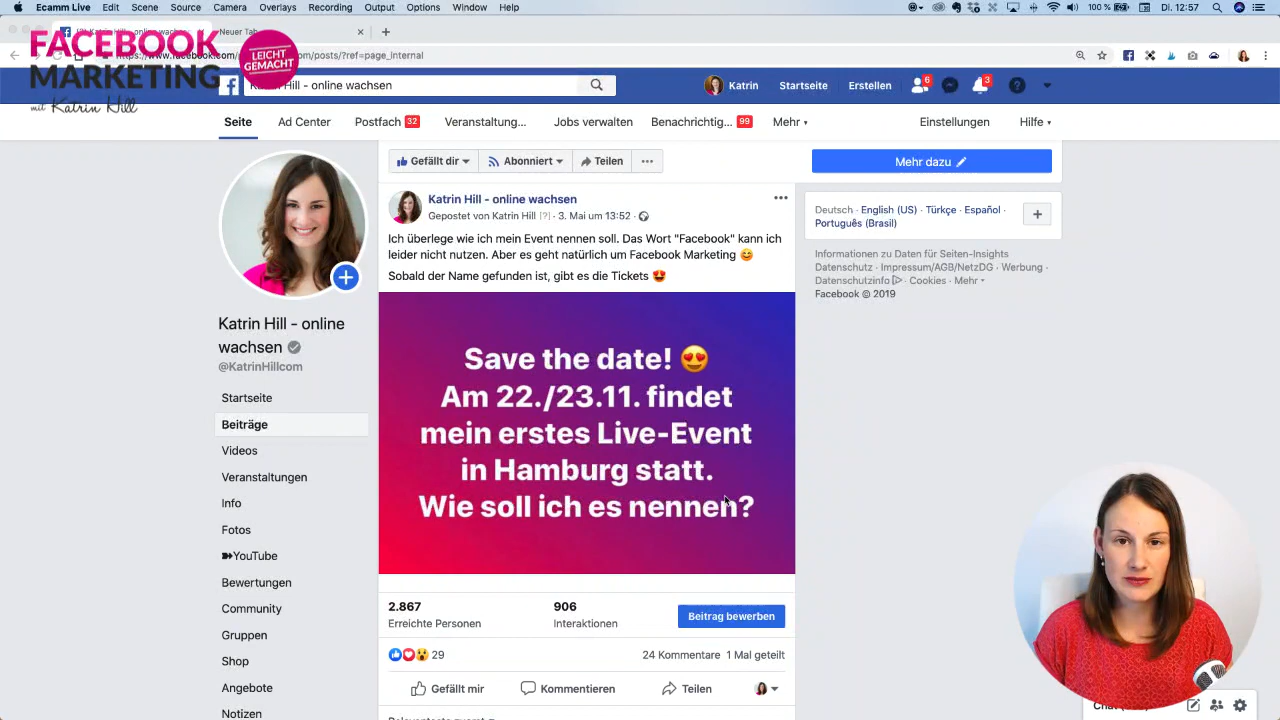 Ecamm Live Edit Scene Source Camera Overlays Recording Output Options Window Help
100 % Di. 12:57
Neuer Tab
/posts/?ref=page_internal
FACEBOOK
MARKETING
mit Katrin Hill
LEICHT
GEMACHT
Hill - online wachsen
Katrin Startseite Erstellen 6 3
Seite Ad Center Postfach 32 Veranstaltung... Jobs verwalten Benachrichtig... 99 Mehr Einstellungen Hilfe
Gefällt dir Abonniert Teilen ...
Mehr dazu
Katrin Hill - online wachsen
Gepostet von Katrin Hill [?] · 3. Mai um 13:52 ·
Ich überlege wie ich mein Event nennen soll. Das Wort "Facebook" kann ich
leider nicht nutzen. Aber es geht natürlich um Facebook Marketing 😊
Sobald der Name gefunden ist, gibt es die Tickets 😍
Save the date! 😍
Am 22./23.11. findet
mein erstes Live-Event
in Hamburg statt.
Wie soll ich es nennen?
2.867
Erreichte Personen
906
Interaktionen
Beitrag bewerben
29
24 Kommentare 1 Mal geteilt
Gefällt mir Kommentieren Teilen
Katrin Hill - online
wachsen
@KatrinHillcom
Startseite
Beiträge
Videos
Veranstaltungen
Info
Fotos
➽YouTube
Bewertungen
Community
Gruppen
Shop
Angebote
Notizen
Deutsch · English (US) · Türkçe · Español ·
Português (Brasil)
Informationen zu Daten für Seiten-Insights
Datenschutz · Impressum/AGB/NetzDG · Werbung ·
Datenschutzinfo · Cookies · Mehr
Facebook © 2019